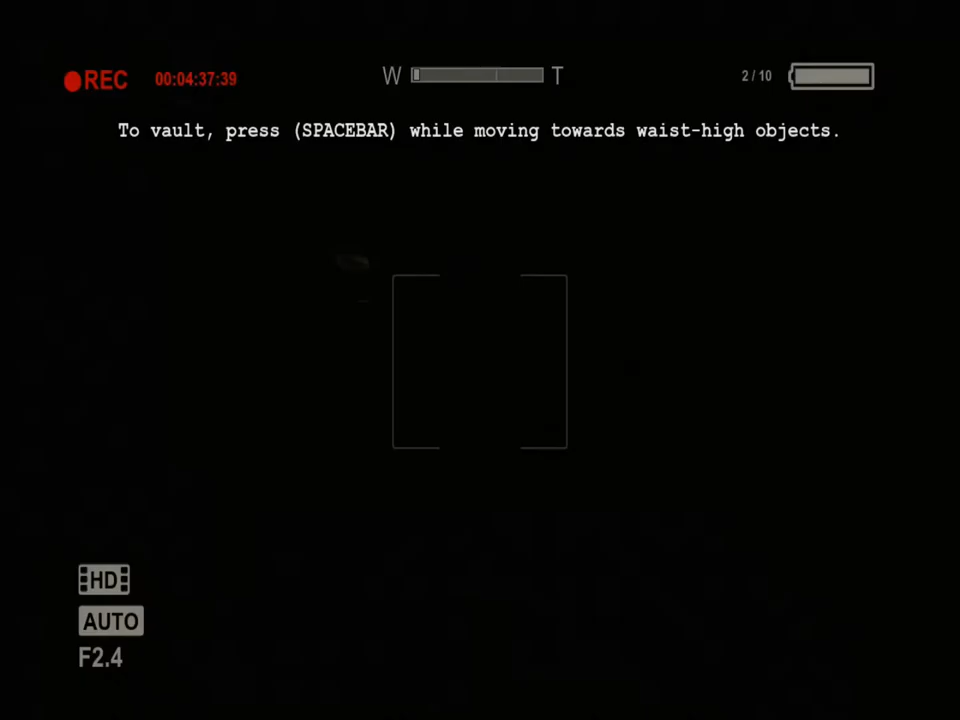 REC 00:04:37:39 W T 2/10
To vault, press (SPACEBAR) while moving towards waist-high objects.
HD
AUTO
F2.4